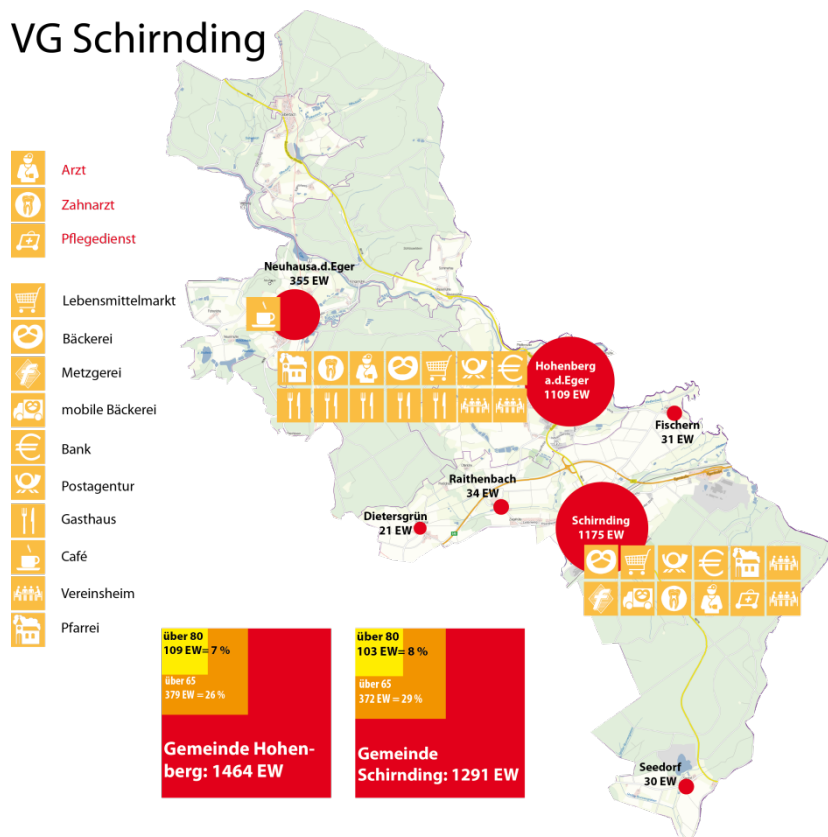 VG Schirnding
Arzt
Zahnarzt
Pflegedienst
Lebensmittelmarkt
Bäckerei
Metzgerei
mobile Bäckerei
Bank
Postagentur
Gasthaus
Café
Vereinsheim
Pfarrei
Neuhausa.d.Eger
355 EW
Hohenberg
a.d.Eger
1109 EW
Fischern
31 EW
Raithenbach
34 EW
Dietersgrün
21 EW
Schirnding
1175 EW
Seedorf
30 EW
über 80
109 EW= 7 %
über 65
379 EW = 26 %
Gemeinde Hohen-
berg: 1464 EW
über 80
103 EW= 8 %
über 65
372 EW = 29 %
Gemeinde
Schirnding: 1291 EW